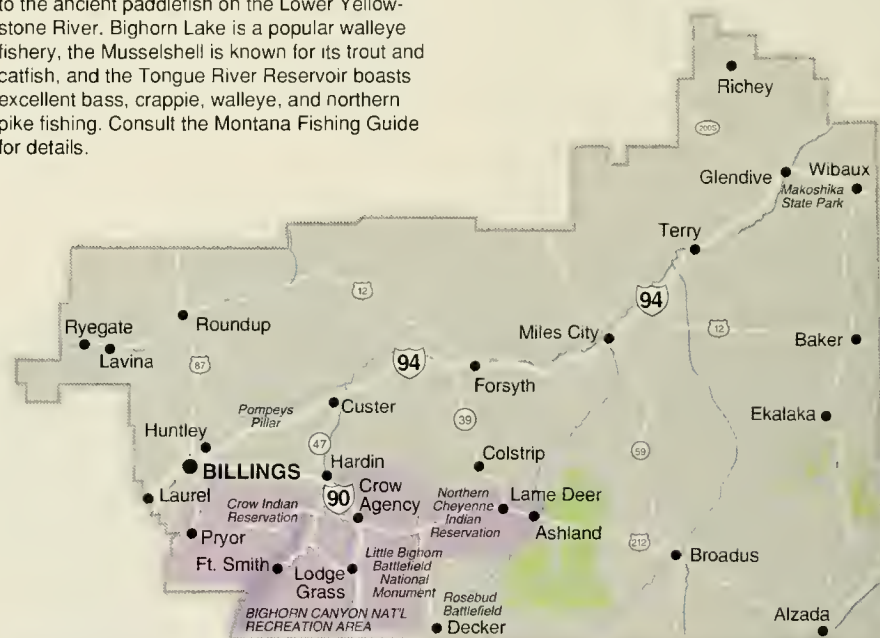 to the ancient paddlefish on the Lower Yellow-
stone River. Bighorn Lake is a popular walleye
fishery, the Musselshell is known for its trout and
catfish, and the Tongue River Reservoir boasts
excellent bass, crappie, walleye, and northern
pike fishing. Consult the Montana Fishing Guide
for details.
Richey
200S
Glendive
Wibaux
Makoshika
State Park
Terry
94
12
Ryegate
Lavina
Roundup
87
Miles City
12
Baker
94
Forsyth
Pompeys
Pillar
Custer
39
Ekalaka
Huntley
47
59
BILLINGS
Hardin
Colstrip
Laurel
90
Crow
Agency
Crow Indian
Reservation
Northern
Cheyenne
Indian
Reservation
Lame Deer
Ashland
Pryor
212
Broadus
Ft. Smith
Lodge
Grass
Little Bighorn
Battlefield
National
Monument
Rosebud
Battlefield
BIGHORN CANYON NAT'L
RECREATION AREA
Decker
Alzada